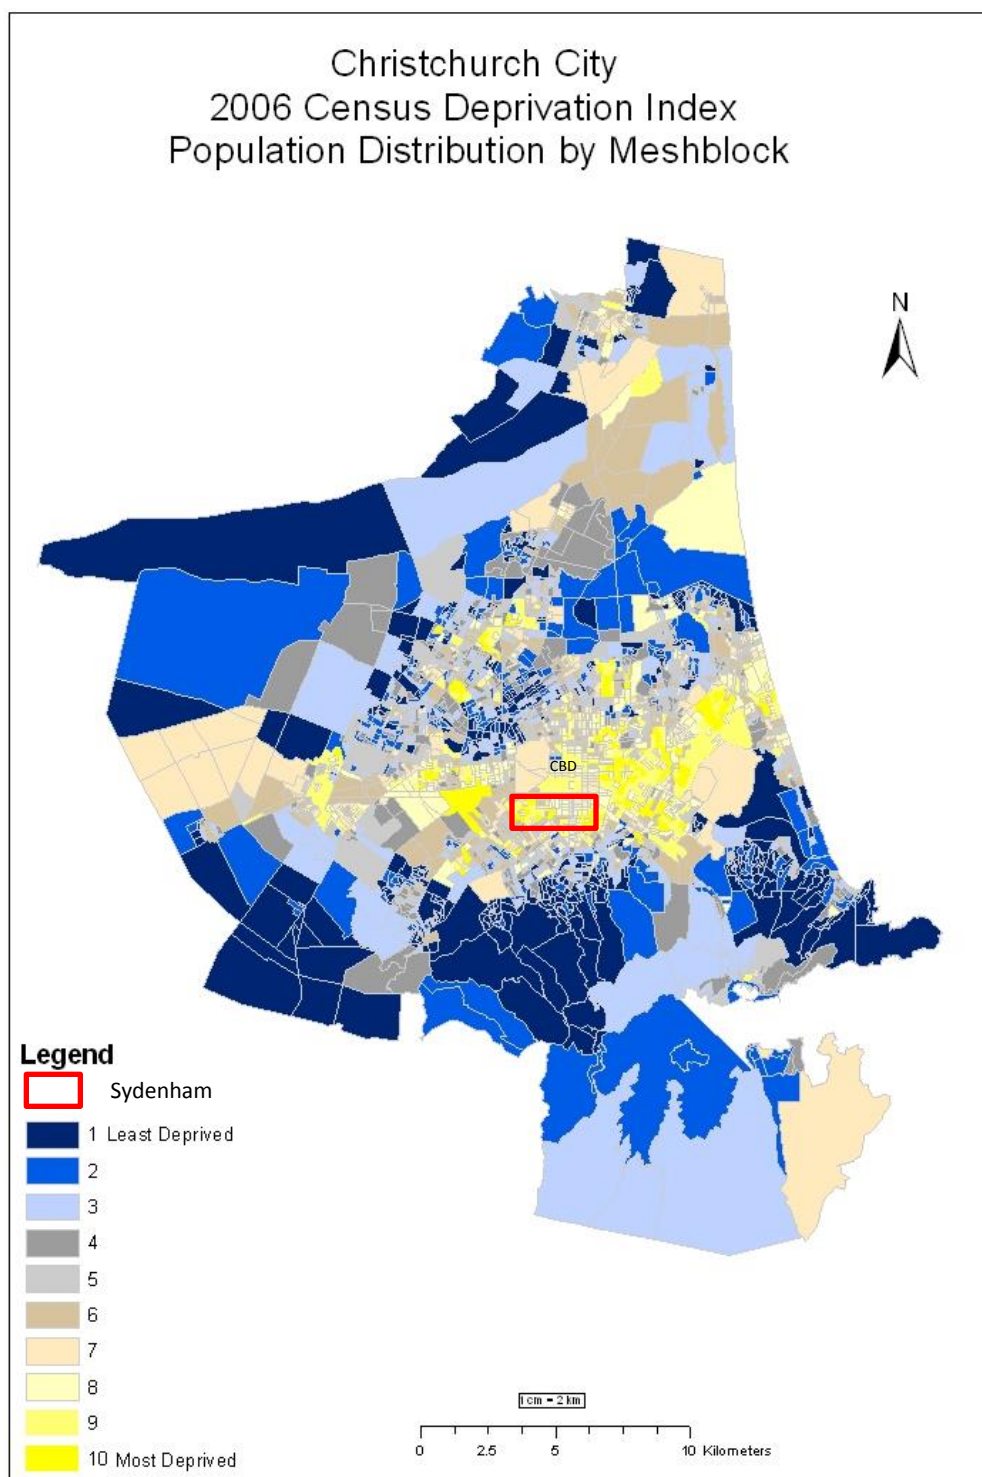 Christchurch City
2006 Census Deprivation Index
Population Distribution by Meshblock
N
CBD
Legend
Sydenham
1 Least Deprived
2
3
4
5
6
7
8
9
10 Most Deprived
1 cm = 2 km
0 2.5 5 10 Kilometers